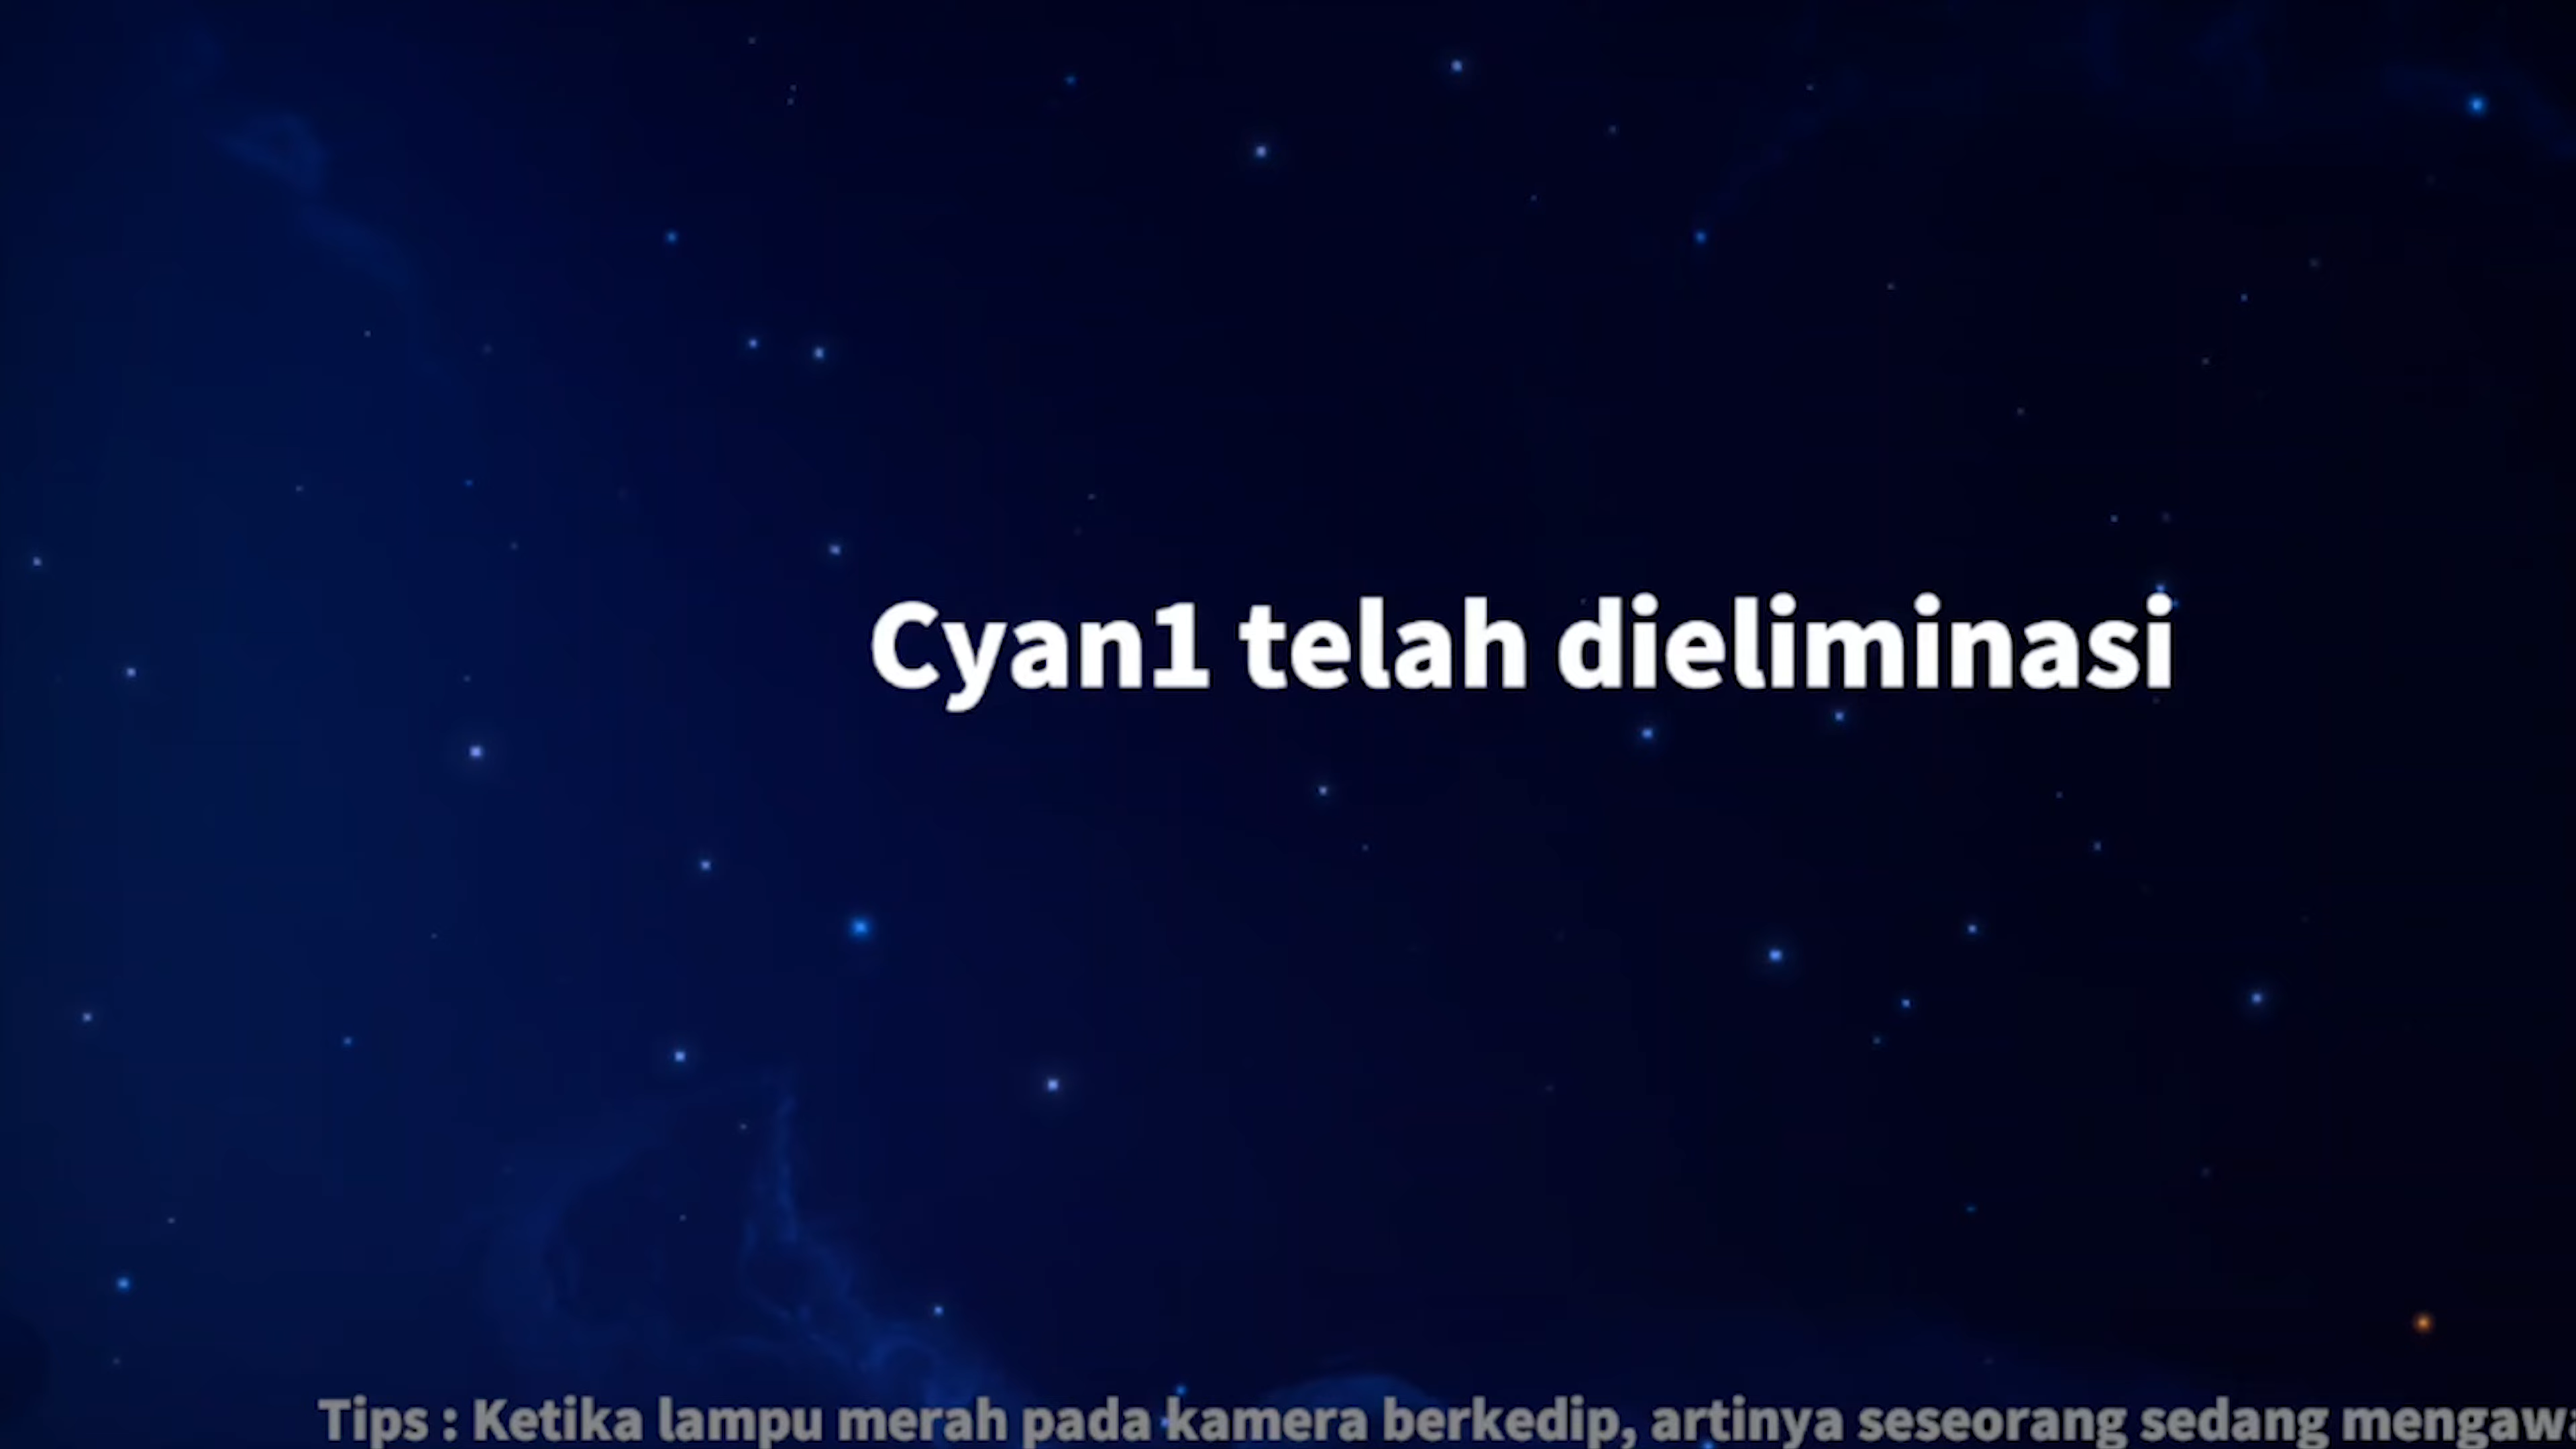 Cyan1 telah dieliminasi
Tips : Ketika lampu merah pada kamera berkedip, artinya seseorang sedang